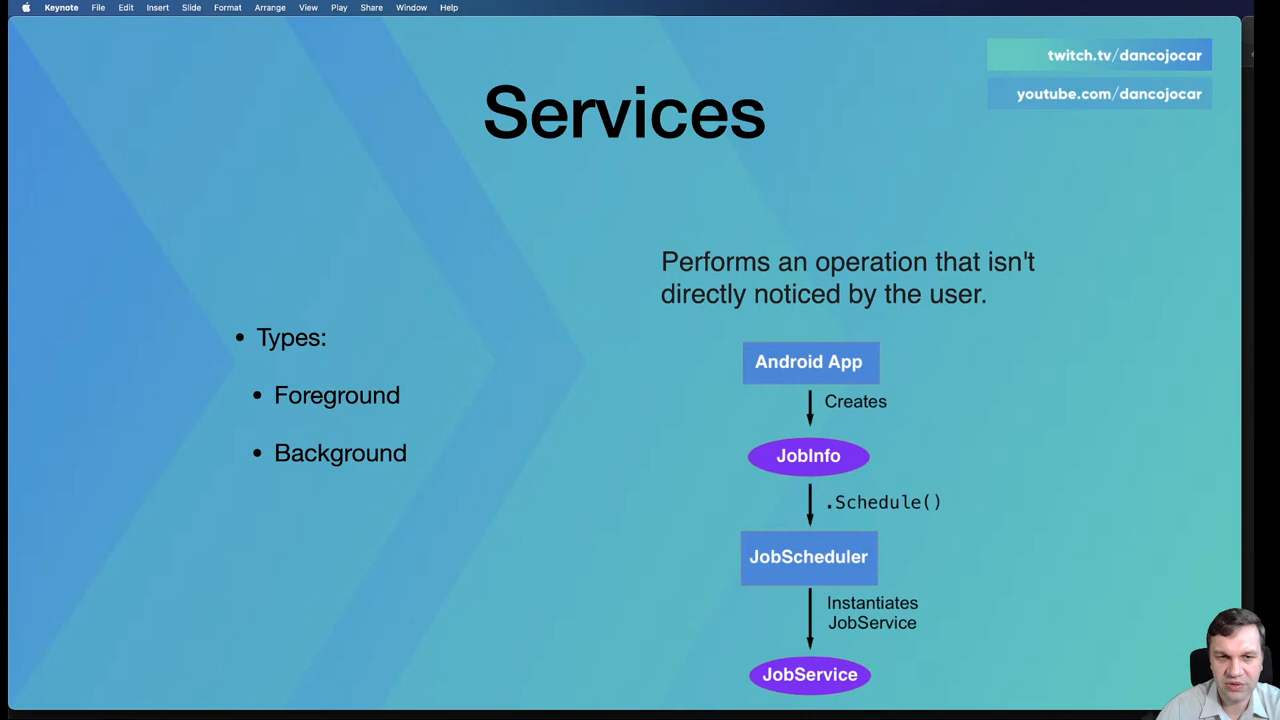 Keynote File Edit Insert Slide Format Arrange View Play Share Window Help
twitch.tv/dancojocar
youtube.com/dancojocar
Services
• Types:
• Foreground
• Background
Performs an operation that isn't
directly noticed by the user.
Android App
Creates
JobInfo
.Schedule()
JobScheduler
Instantiates
JobService
JobService